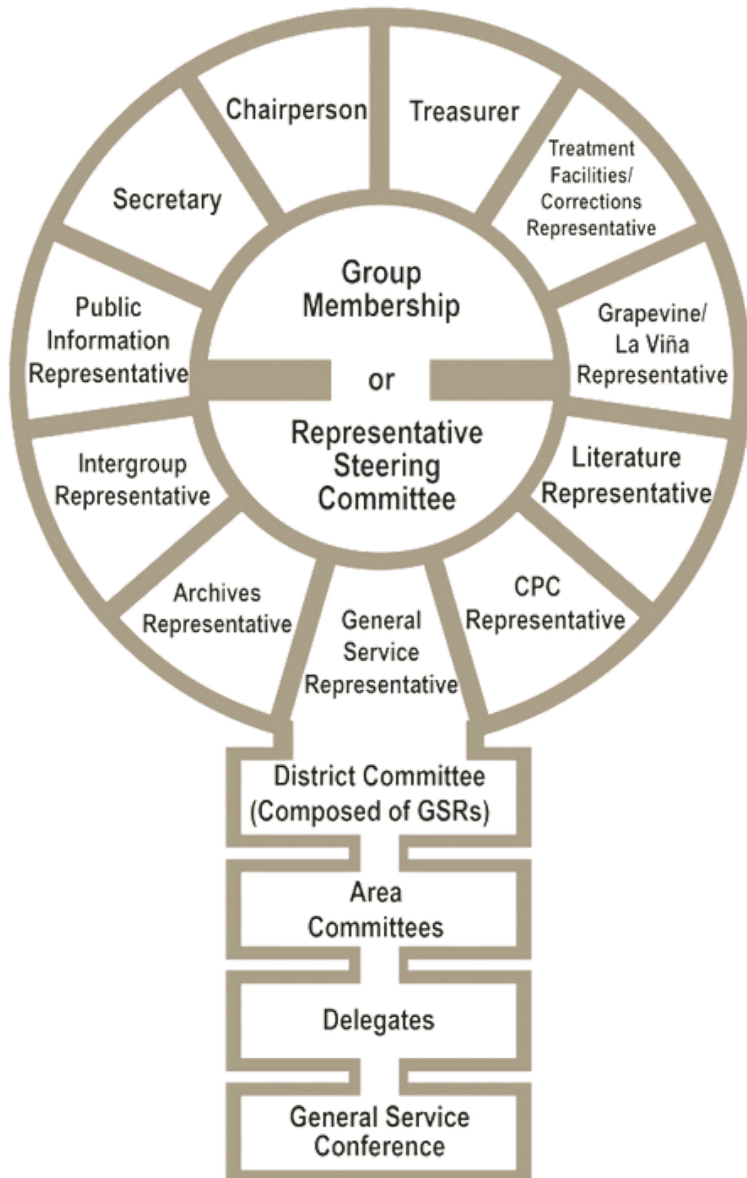 Chairperson
Treasurer
Treatment
Facilities/
Corrections
Representative
Secretary
Group
Membership
Public
Information
Representative
Grapevine/
La Viña
Representative
or
Representative
Steering
Committee
Intergroup
Representative
Literature
Representative
Archives
Representative
General
Service
Representative
CPC
Representative
District Committee
(Composed of GSRs)
Area
Committees
Delegates
General Service
Conference